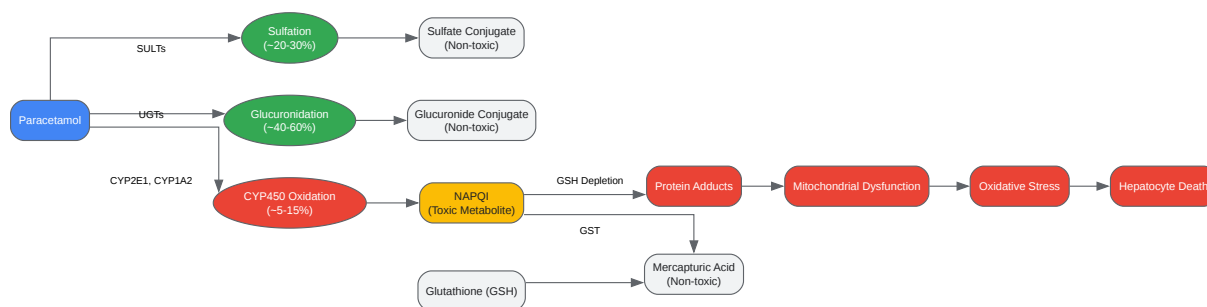 Sulfation
(~20-30%)
Sulfate Conjugate
(Non-toxic)
SULTs
Paracetamol
UGTs
Glucuronidation
(~40-60%)
Glucuronide Conjugate
(Non-toxic)
CYP2E1, CYP1A2
CYP450 Oxidation
(~5-15%)
NAPQI
(Toxic Metabolite)
GSH Depletion
Protein Adducts
Mitochondrial Dysfunction
Oxidative Stress
Hepatocyte Death
GST
Mercapturic Acid
(Non-toxic)
Glutathione (GSH)